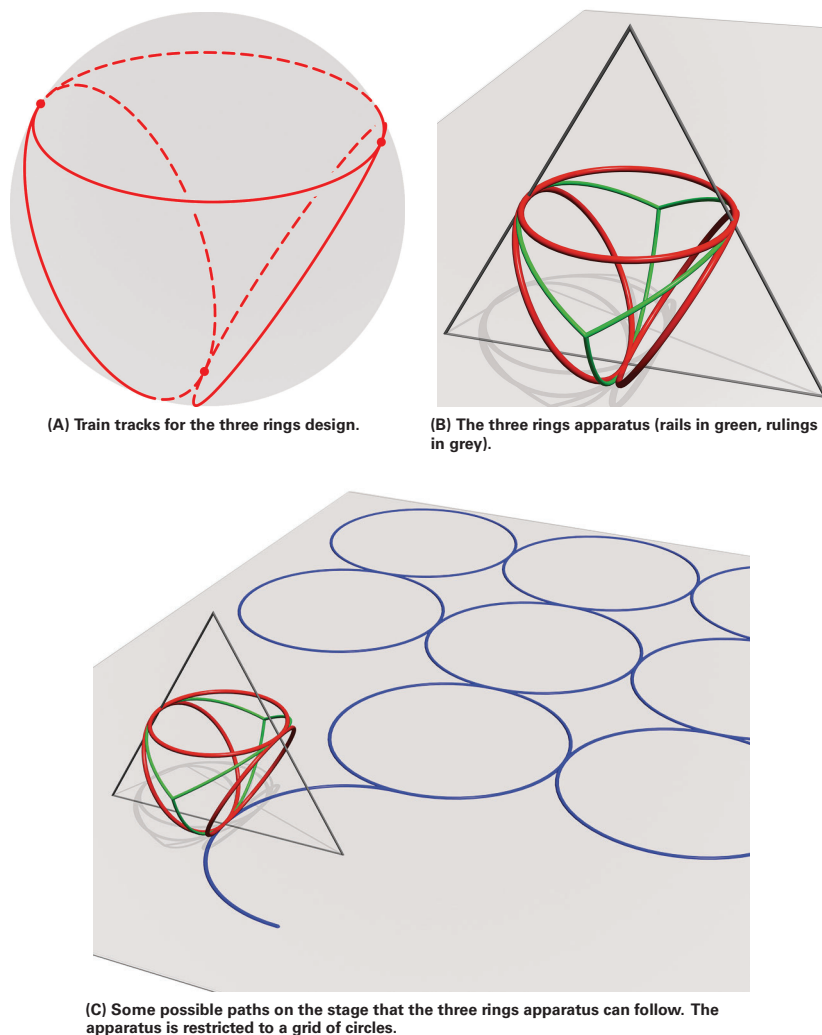 (A) Train tracks for the three rings design.
(B) The three rings apparatus (rails in green, rulings
in grey).
(C) Some possible paths on the stage that the three rings apparatus can follow. The
apparatus is restricted to a grid of circles.